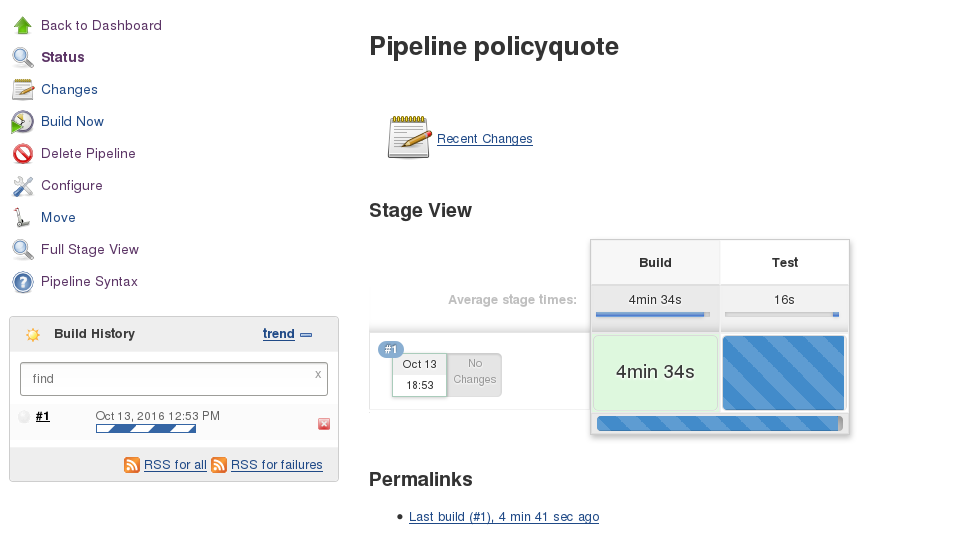 Back to Dashboard
Status
Changes
Build Now
Delete Pipeline
Configure
Move
Full Stage View
Pipeline Syntax
Build History
trend
find
x
#1
Oct 13, 2016 12:53 PM
RSS for all
RSS for failures
Pipeline policyquote
Recent Changes
Stage View
Build
Test
Average stage times:
4min 34s
16s
#1
Oct 13
18:53
No
Changes
4min 34s
Permalinks
Last build (#1), 4 min 41 sec ago